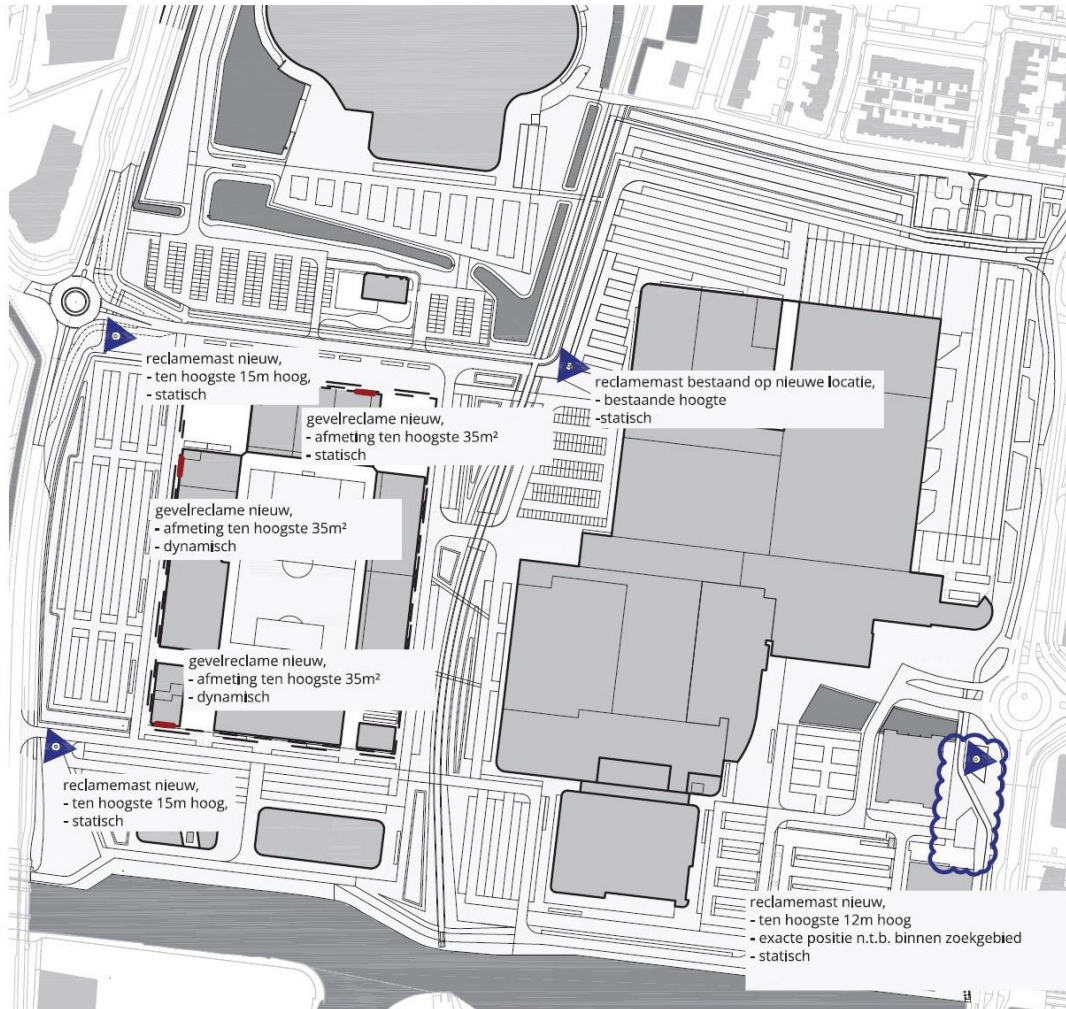 reclamemast nieuw,
- ten hoogste 15m hoog,
- statisch
reclamemast bestaand op nieuwe locatie,
- bestaande hoogte
-statisch
gevelreclame nieuw,
- afmeting ten hoogste 35m²
- statisch
gevelreclame nieuw,
- afmeting ten hoogste 35m²
- dynamisch
gevelreclame nieuw,
- afmeting ten hoogste 35m²
- dynamisch
reclamemast nieuw,
- ten hoogste 15m hoog,
- statisch
reclamemast nieuw,
- ten hoogste 12m hoog
- exacte positie n.t.b. binnen zoekgebied
- statisch